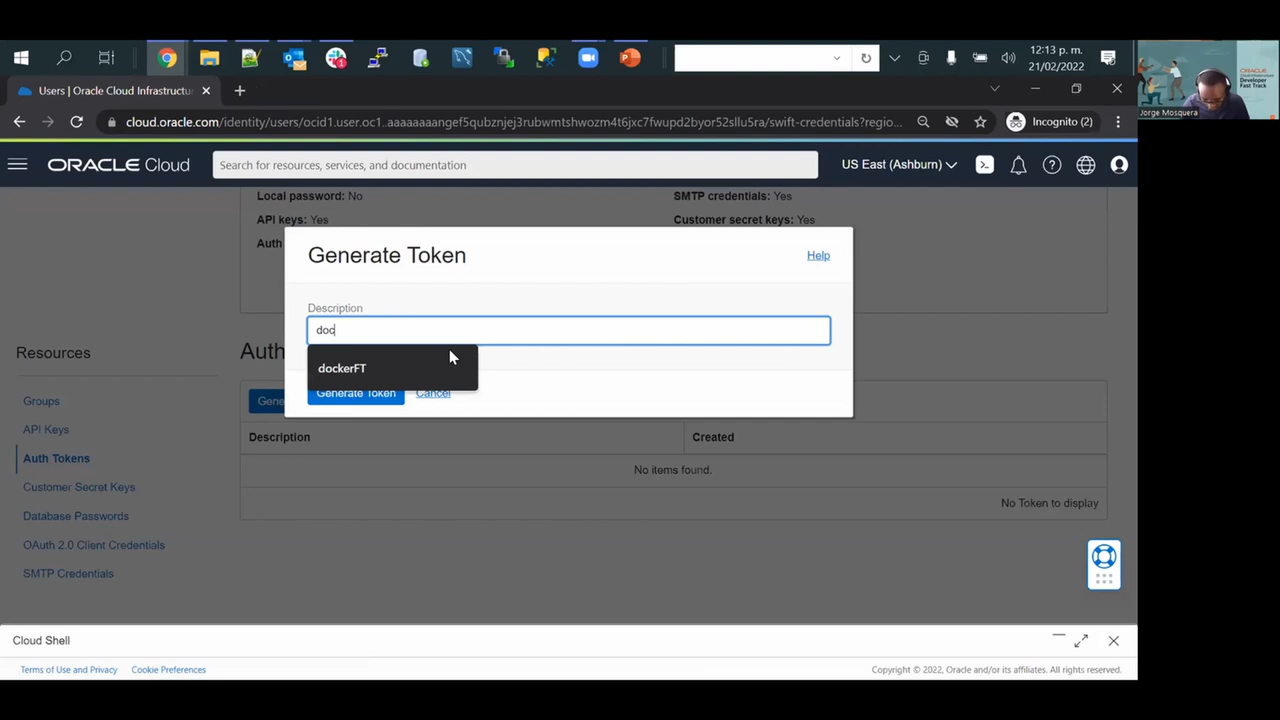 12:13 p. m.
21/02/2022
ORACLE
Developer
Fast Track
Jorge Mosquera
Users | Oracle Cloud Infrastructu
cloud.oracle.com/identity/users/ocid1.user.oc1..aaaaaaaangef5qubznjej3rubwmtshwozm4t6jxc7fwupd2byor52sllu5ra/swift-credentials?regio...
Incognito (2)
ORACLE Cloud
Search for resources, services, and documentation
US East (Ashburn)
Local password: No
SMTP credentials: Yes
API keys: Yes
Customer secret keys: Yes
Auth
Generate Token
Help
Description
doc
dockerFT
Generate Token
Cancel
Resources
Groups
API Keys
Auth Tokens
Customer Secret Keys
Database Passwords
OAuth 2.0 Client Credentials
SMTP Credentials
Auth
Gene
Description
Created
No items found.
No Token to display
Cloud Shell
Terms of Use and Privacy
Cookie Preferences
Copyright © 2022, Oracle and/or its affiliates. All rights reserved.